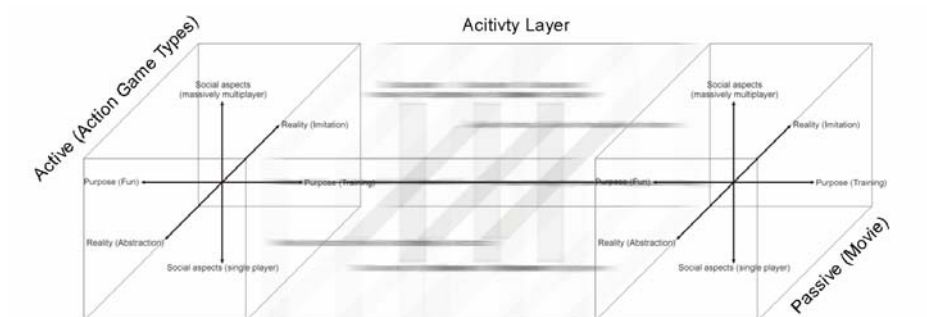 Acitivty Layer
Active (Action Game Types)
Social aspects
(massively multiplayer)
Reality (Imitation)
Purpose (Fun)
Purpose (Training)
Reality (Abstraction)
Social aspects (single player)
Social aspects
(massively multiplayer)
Reality (Imitation)
Purpose (Fun)
Purpose (Training)
Reality (Abstraction)
Social aspects (single player)
Passive (Movie)